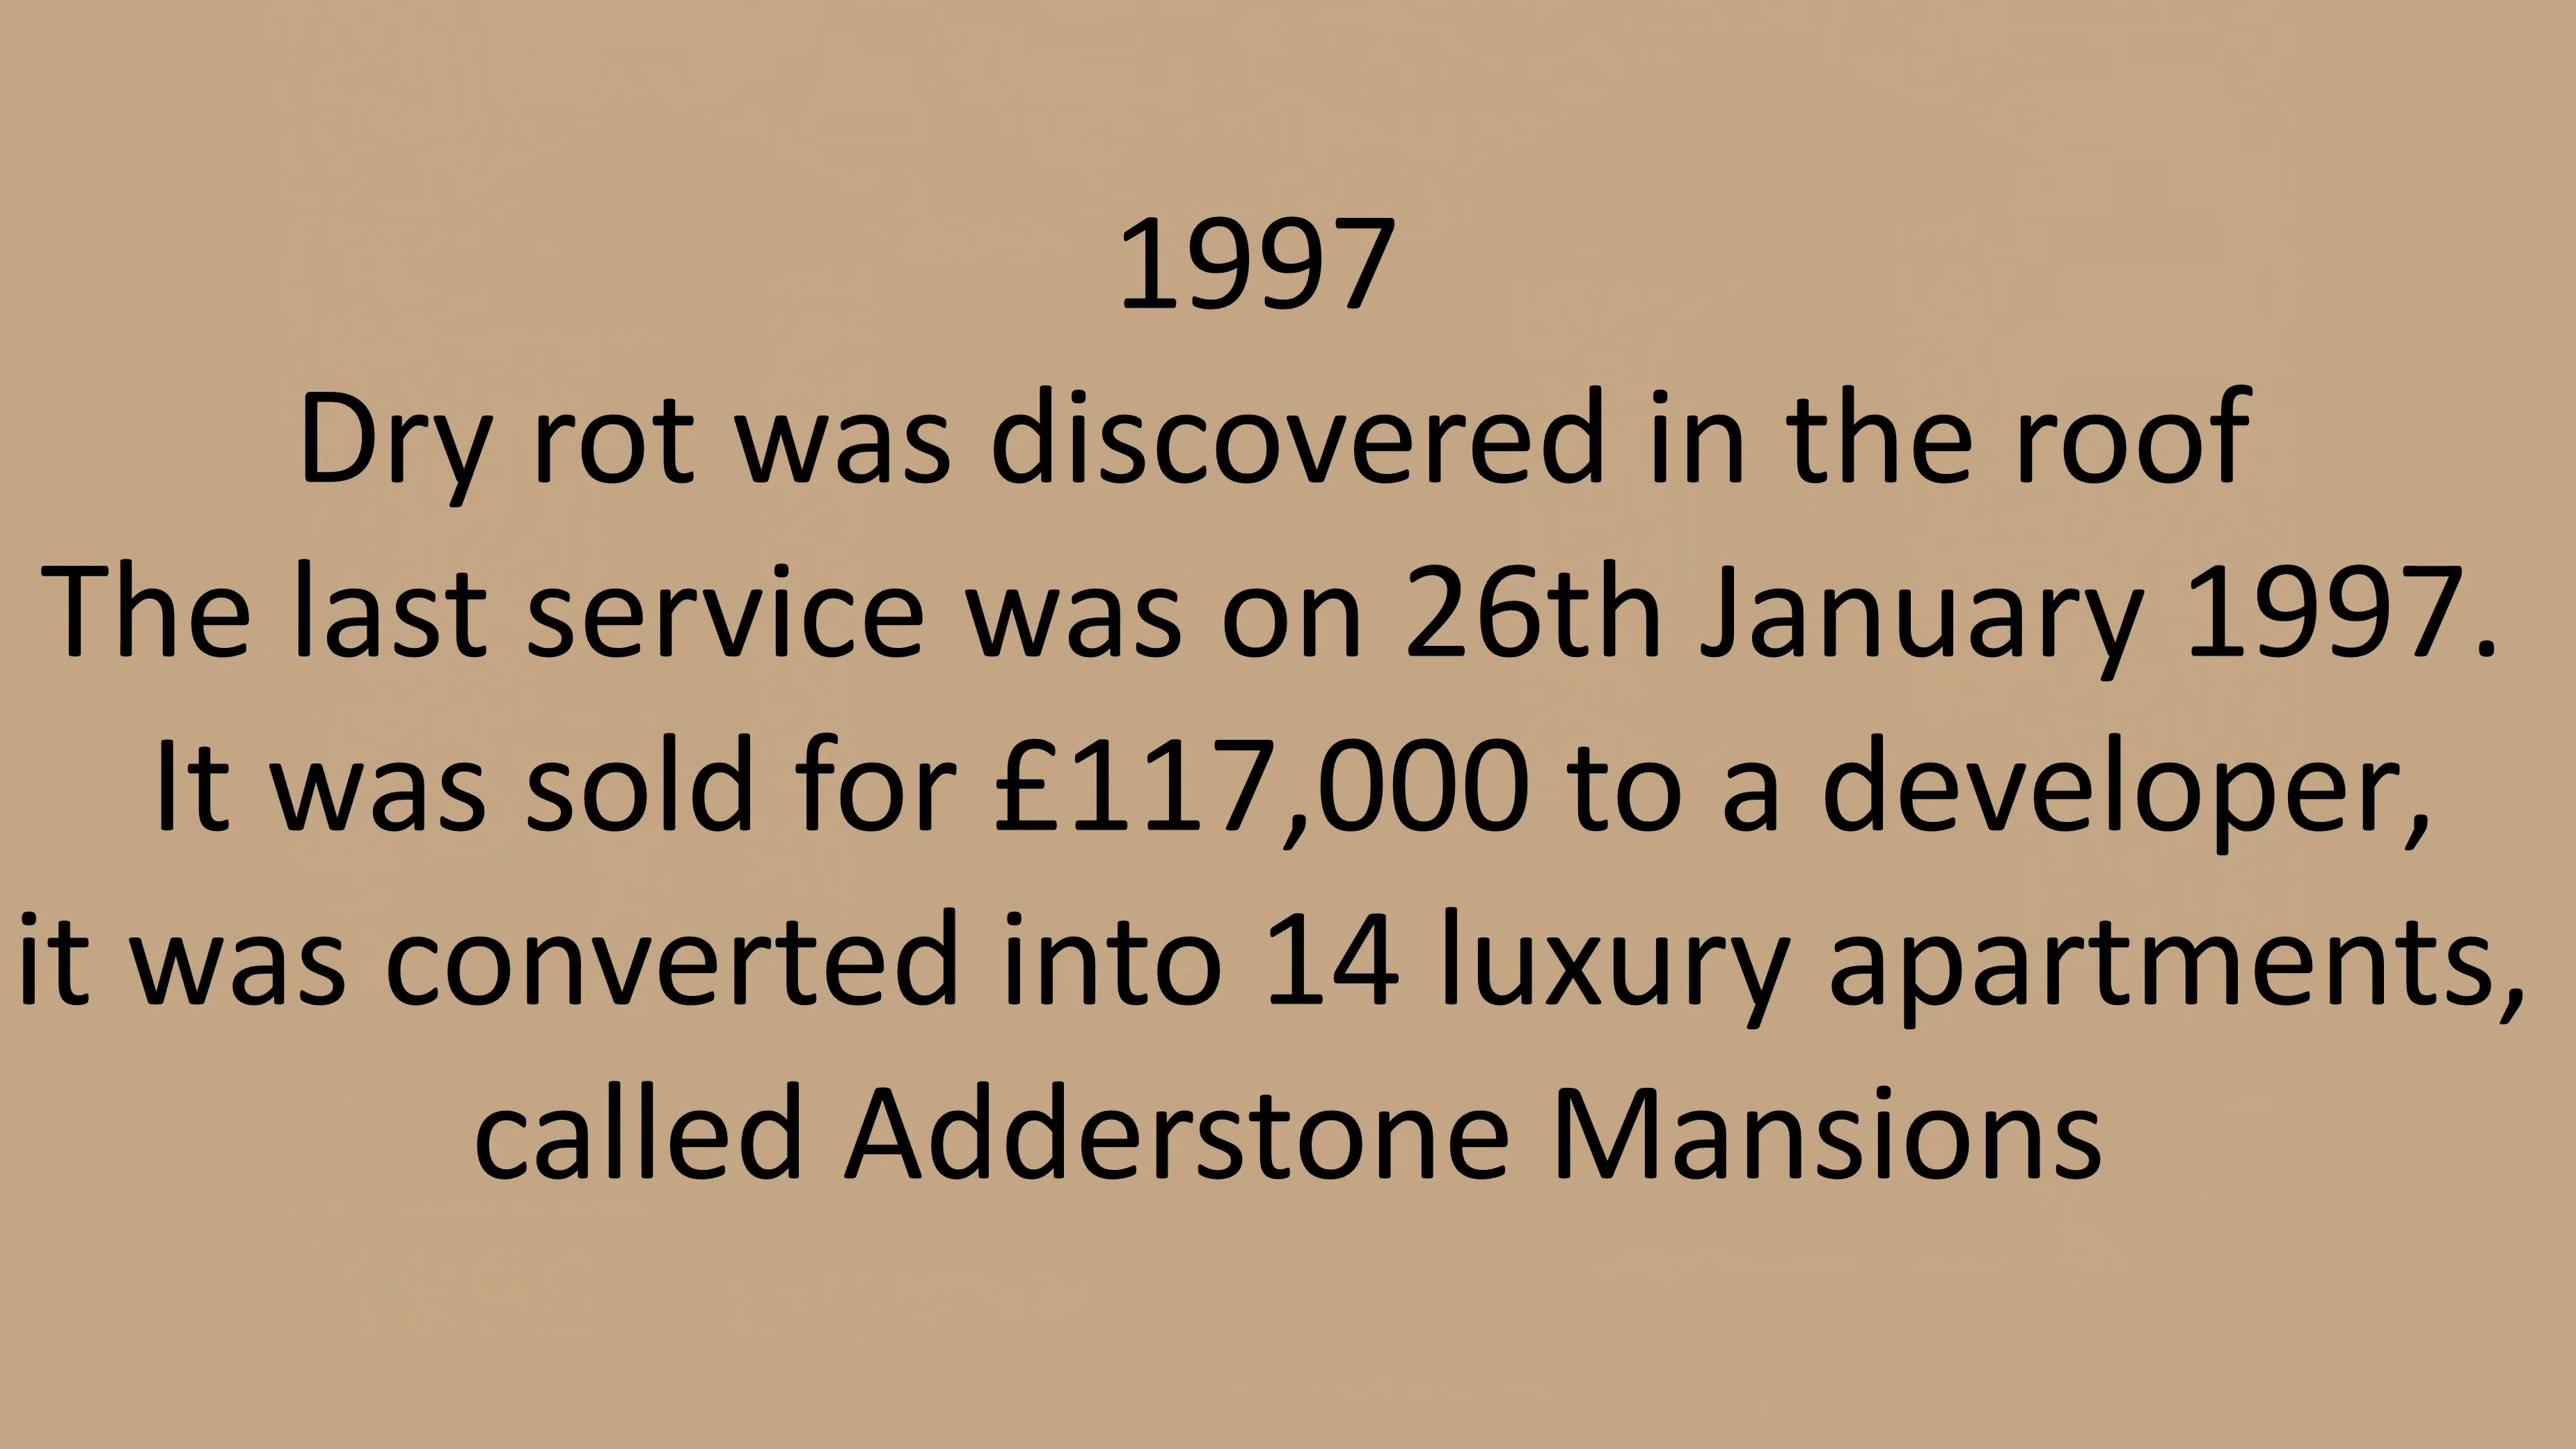 1997
Dry rot was discovered in the roof
The last service was on 26th January 1997.
It was sold for £117,000 to a developer,
it was converted into 14 luxury apartments,
called Adderstone Mansions